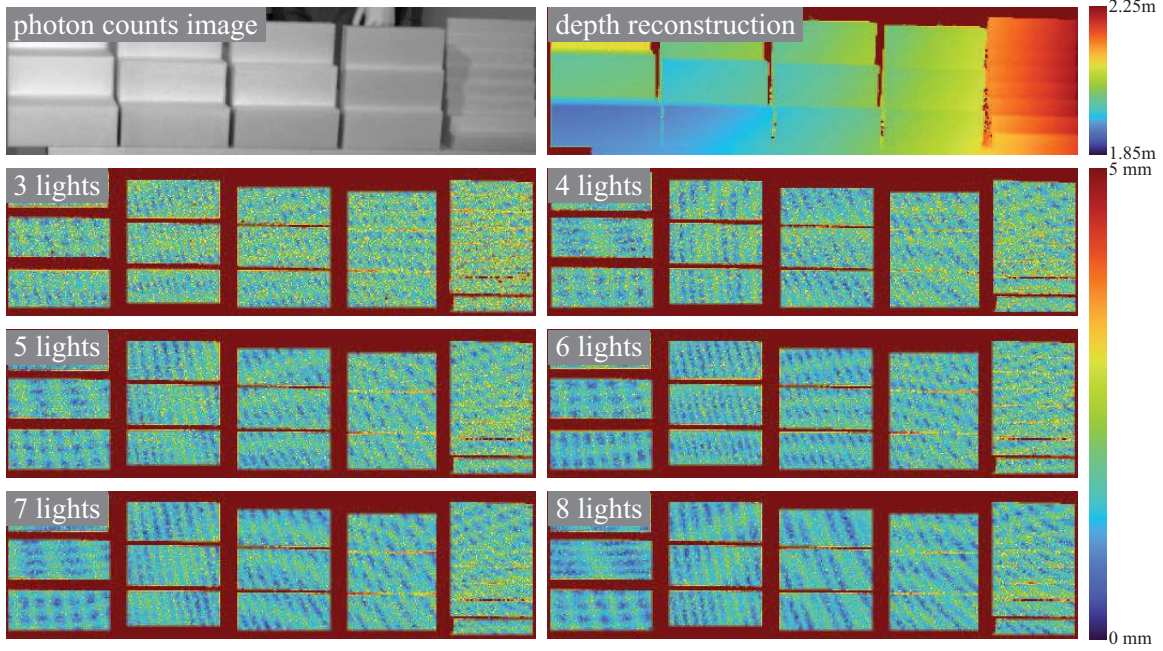 photon counts image
depth reconstruction
2.25m
1.85m
3 lights
4 lights
5 mm
5 lights
6 lights
7 lights
8 lights
0 mm